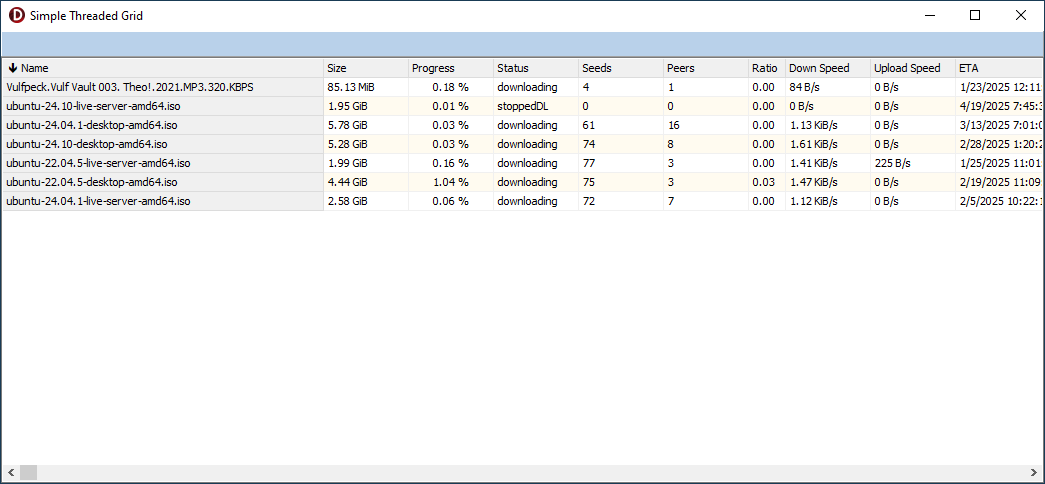 Simple Threaded Grid
Name Size Progress Status Seeds Peers Ratio Down Speed Upload Speed ETA
Vulfpeck.Vulf Vault 003. Theo!.2021.MP3.320.KBPS 85.13 MiB 0.18 % downloading 4 1 0.00 84 B/s 0 B/s 1/23/2025 12:11
ubuntu-24.10-live-server-amd64.iso 1.95 GiB 0.01 % stoppedDL 0 0 0.00 0 B/s 0 B/s 4/19/2025 7:45:3
ubuntu-24.04.1-desktop-amd64.iso 5.78 GiB 0.03 % downloading 61 16 0.00 1.13 KiB/s 0 B/s 3/13/2025 7:01:0
ubuntu-24.10-desktop-amd64.iso 5.28 GiB 0.03 % downloading 74 8 0.00 1.61 KiB/s 0 B/s 2/28/2025 1:20:2
ubuntu-22.04.5-live-server-amd64.iso 1.99 GiB 0.16 % downloading 77 3 0.00 1.41 KiB/s 225 B/s 1/25/2025 11:01
ubuntu-22.04.5-desktop-amd64.iso 4.44 GiB 1.04 % downloading 75 3 0.03 1.47 KiB/s 0 B/s 2/19/2025 11:09
ubuntu-24.04.1-live-server-amd64.iso 2.58 GiB 0.06 % downloading 72 7 0.00 1.12 KiB/s 0 B/s 2/5/2025 10:22:1